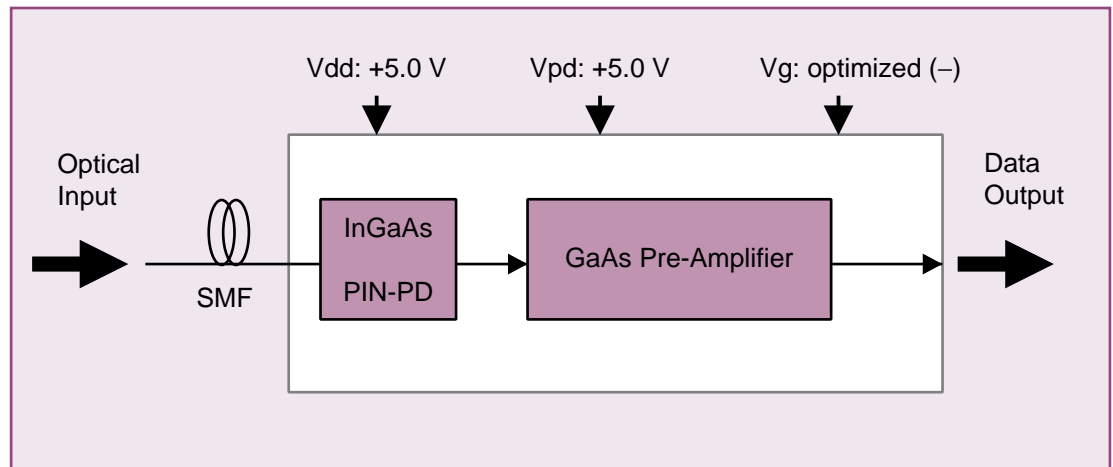 Vdd: +5.0 V
Vpd: +5.0 V
Vg: optimized (−)
Optical
Input
Data
Output
SMF
InGaAs
PIN-PD
GaAs Pre-Amplifier